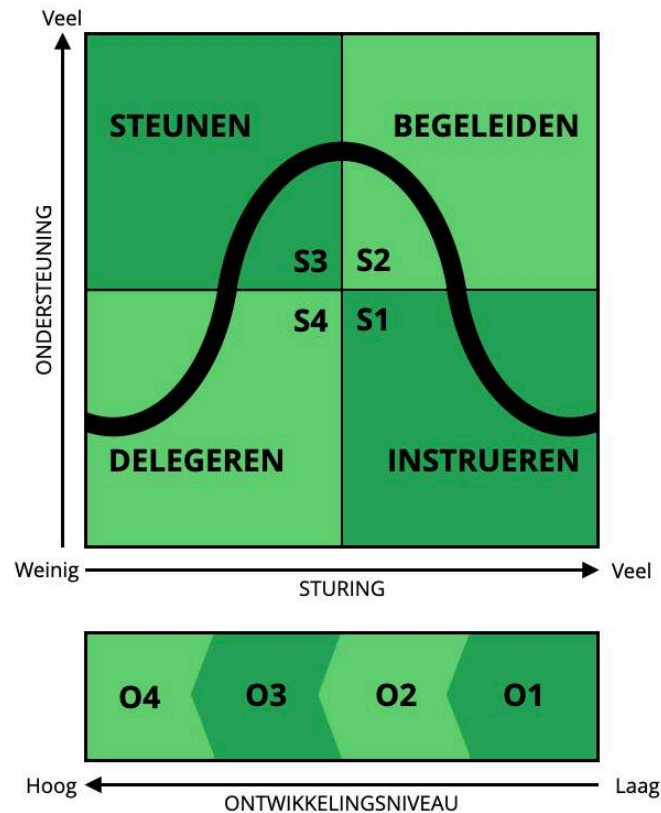 Veel
STEUNEN
BEGELEIDEN
ONDERSTEUNING
S3
S2
S4
S1
DELEGEREN
INSTRUEREN
Weinig
Veel
STURING
O4
O3
O2
O1
Hoog
Laag
ONTWIKKELINGSNIVEAU